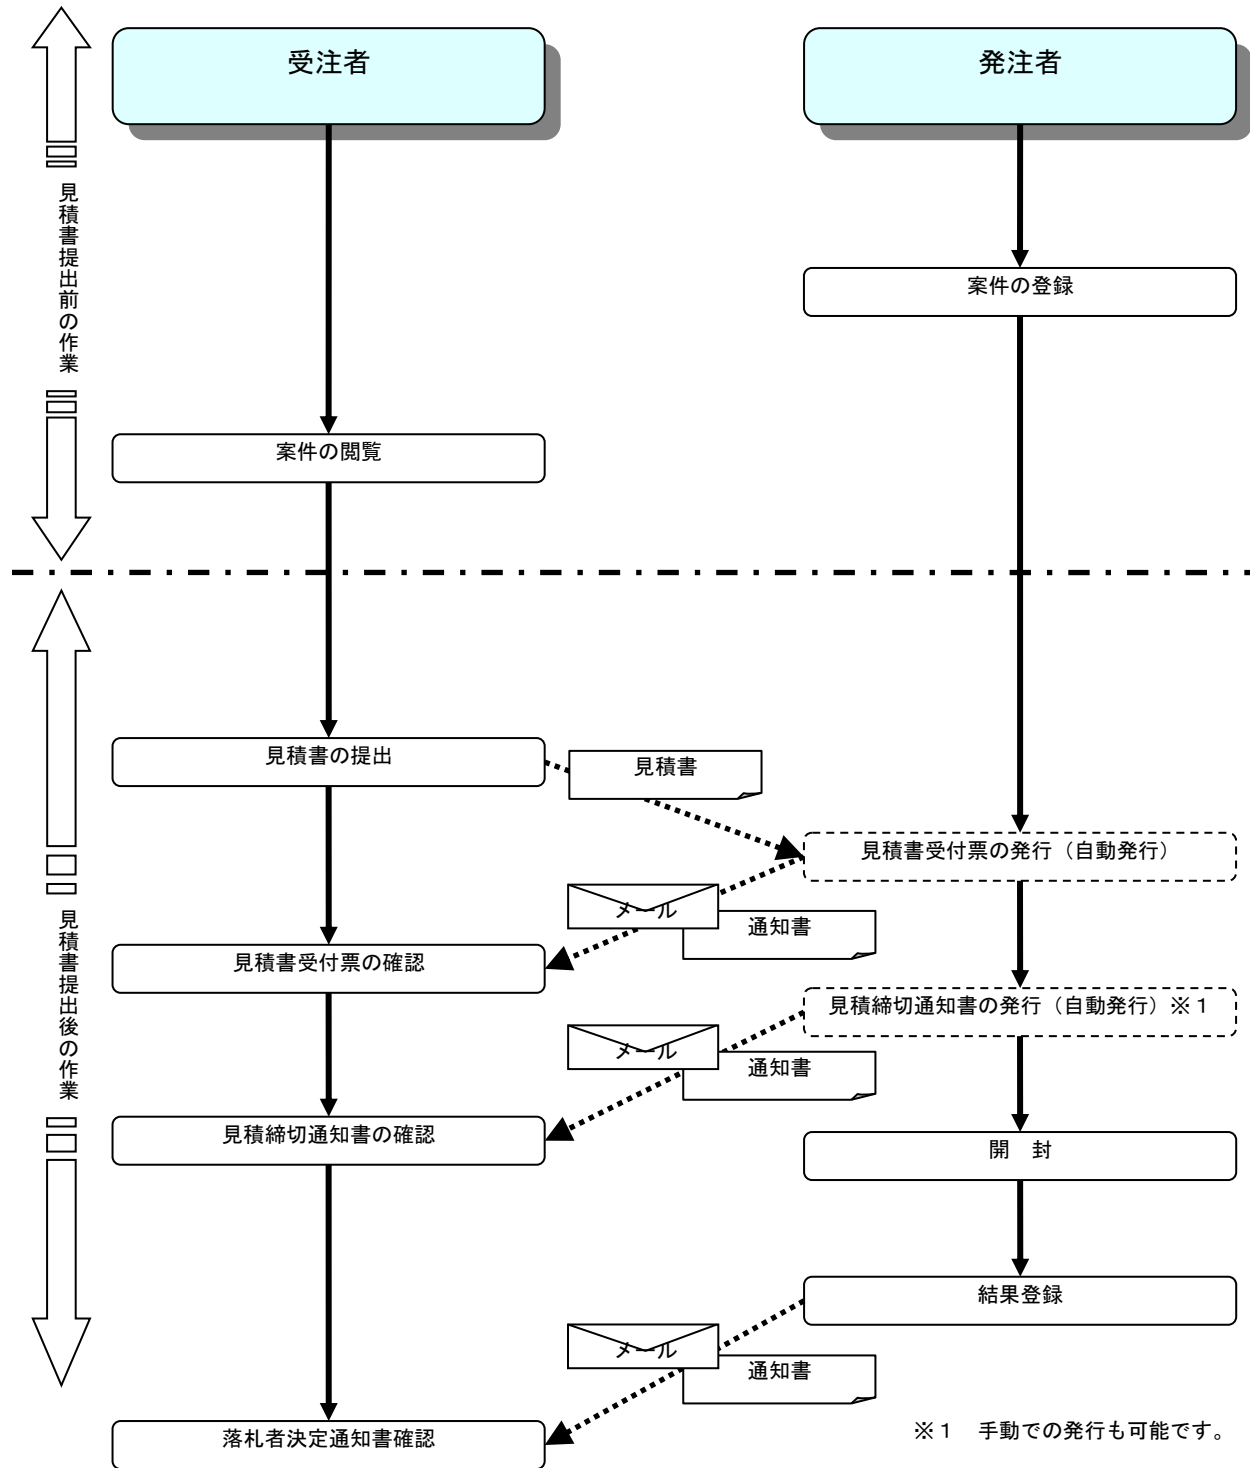 受注者
発注者
見積書提出前の作業
案件の登録
案件の閲覧
見積書の提出
見積書
見積書受付票の発行（自動発行）
メール
通知書
見積書受付票の確認
見積書提出後の作業
見積締切通知書の発行（自動発行）※１
メール
通知書
見積締切通知書の確認
開　封
結果登録
メール
通知書
落札者決定通知書確認
※１　手動での発行も可能です。